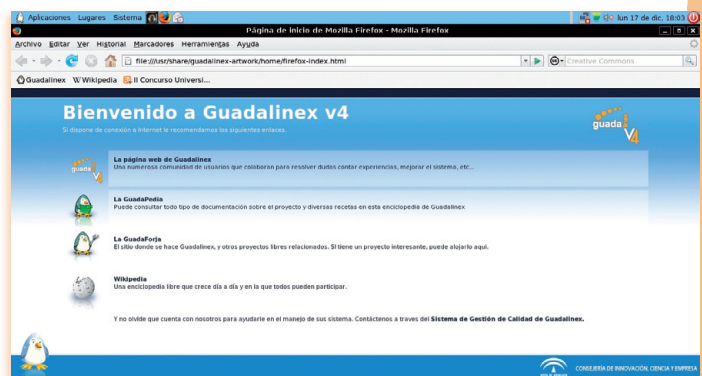 Aplicaciones Lugares Sistema lun 17 de dic, 18:03
Página de inicio de Mozilla Firefox - Mozilla Firefox
Archivo Editar Ver Historial Marcadores Herramientas Ayuda
file:///usr/share/guadalinex-artwork/home/firefox-index.html Creative Commons
Guadalinex Wikipedia II Concurso Universi...
Bienvenido a Guadalinex v4
Si dispone de conexión a Internet le recomendamos los siguientes enlaces.
guada V4
La página web de Guadalinex
Una numerosa comunidad de usuarios que colaboran para resolver dudas contar experiencias, mejorar el sistema, etc...
guada V4
La GuadaPedia
Puede consultar todo tipo de documentación sobre el proyecto y diversas recetas en esta enciclopedia de Guadalinex
La GuadaForja
El sitio donde se hace Guadalinex, y otros proyectos libres relacionados. Si tiene un proyecto interesante, puede alojarlo aqui.
Wikipedia
Una enciclopedia libre que crece día a día y en la que todos pueden participar.
Y no olvide que cuenta con nosotros para ayudarle en el manejo de sus sistema. Contáctenos a traves del Sistema de Gestión de Calidad de Guadalinex.
CONSEJERÍA DE INNOVACIÓN, CIENCIA Y EMPRESA